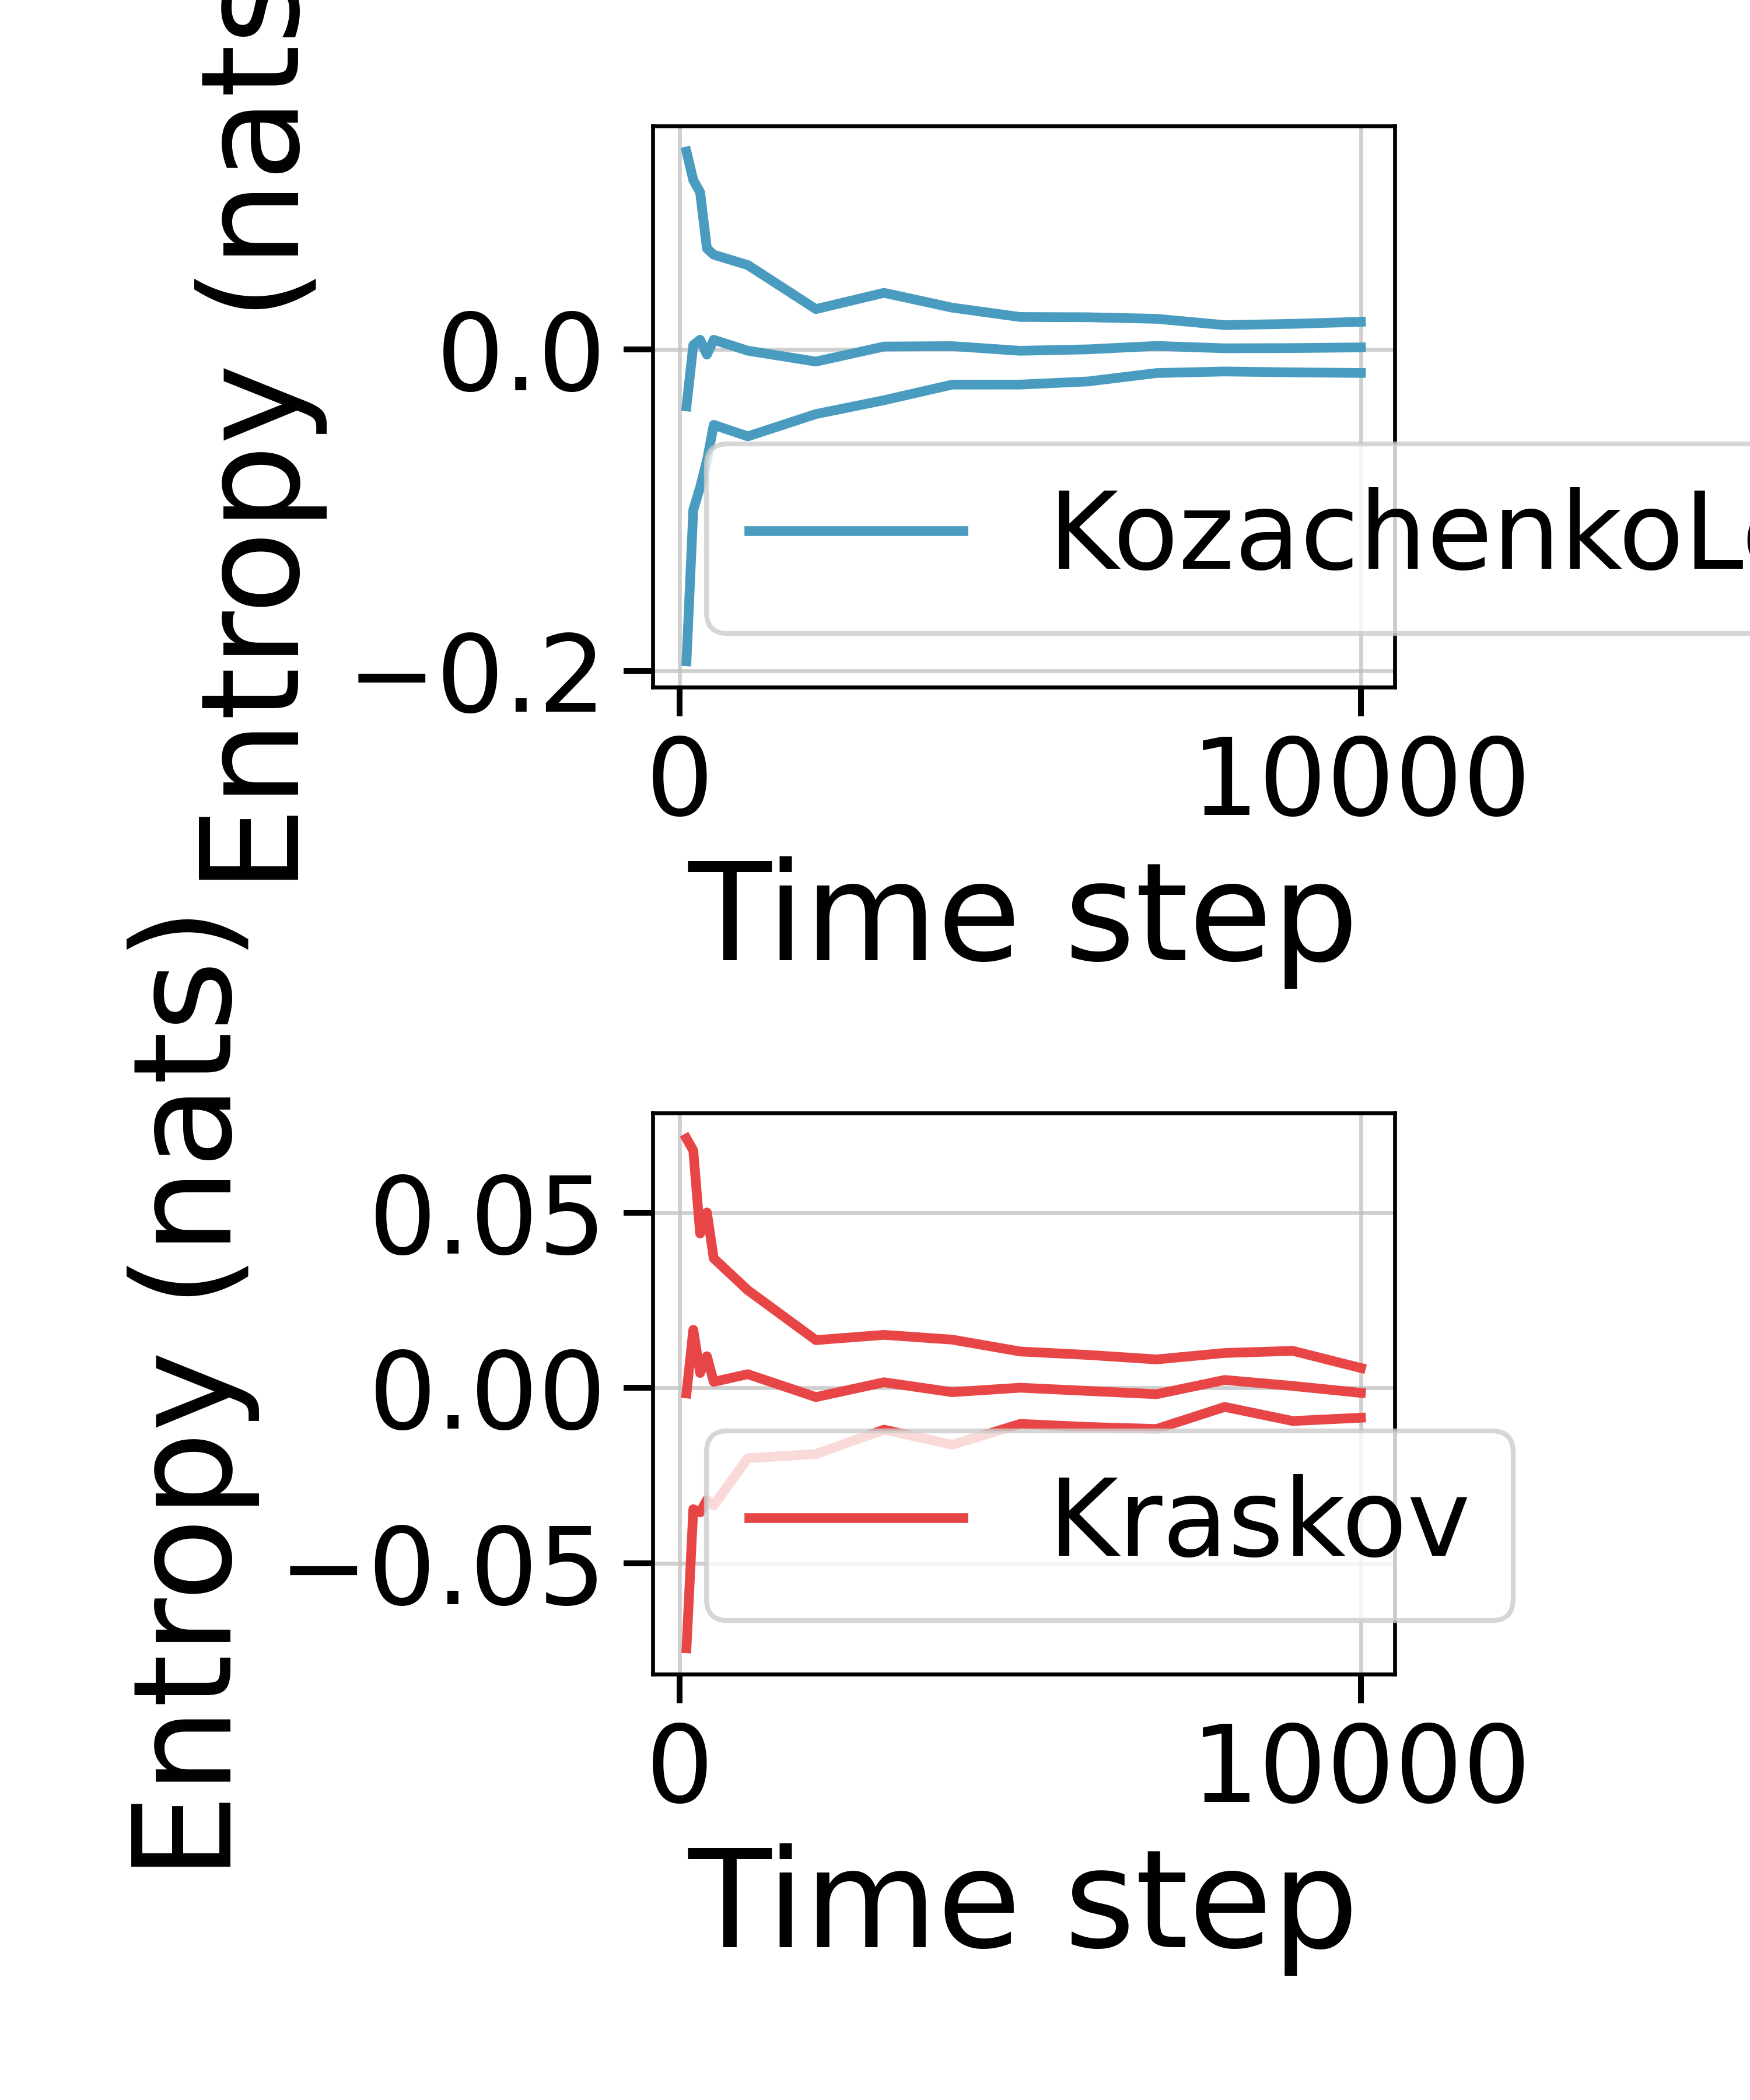 Entropy (nats
0.0
−0.2
KozachenkoL
0
10000
Time step
Entropy (nats)
0.05
0.00
−0.05
Kraskov
0
10000
Time step